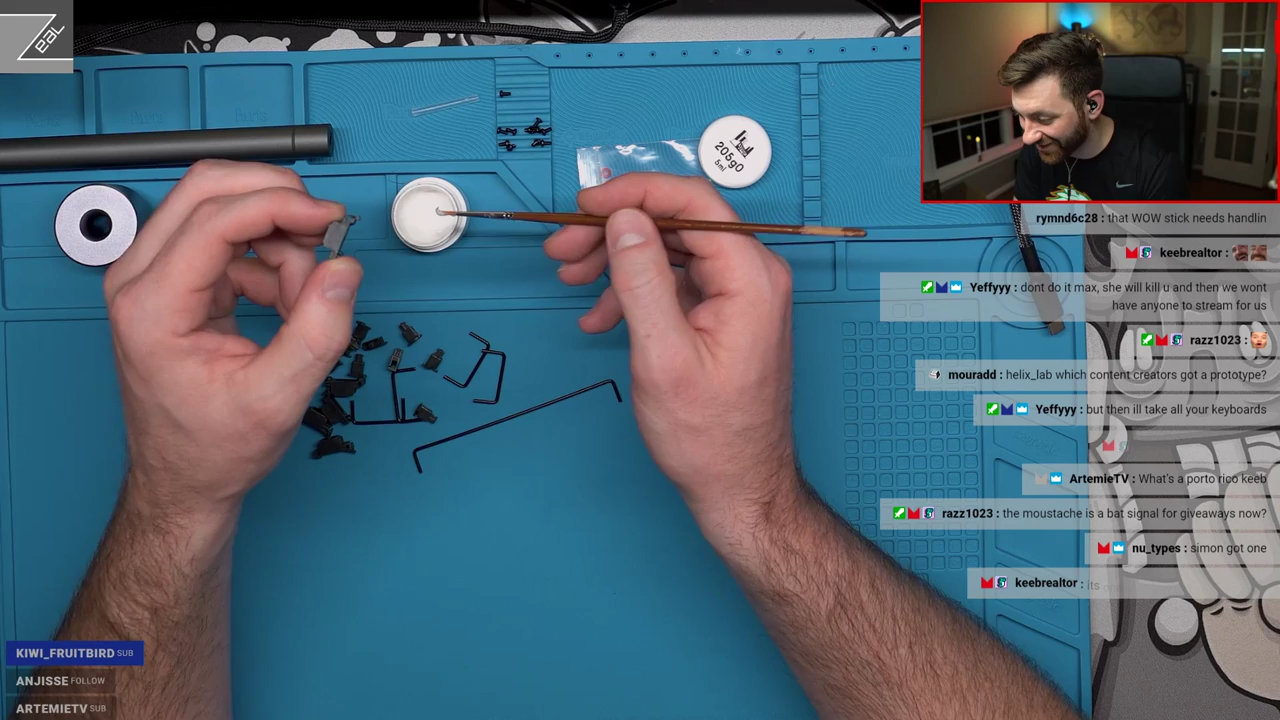 Zeal
205g0
5ml
rymnd6c28 : that WOW stick needs handlin
keebrealtor :
Yeffyyy : dont do it max, she will kill u and then we wont
have anyone to stream for us
razz1023 :
mouradd : helix_lab which content creators got a prototype?
Yeffyyy : but then ill take all your keyboards
ArtemieTV : What's a porto rico keeb
razz1023 : the moustache is a bat signal for giveaways now?
nu_types : simon got one
keebrealtor : its
KIWI_FRUITBIRD SUB
ANJISSE FOLLOW
ARTEMIETV SUB